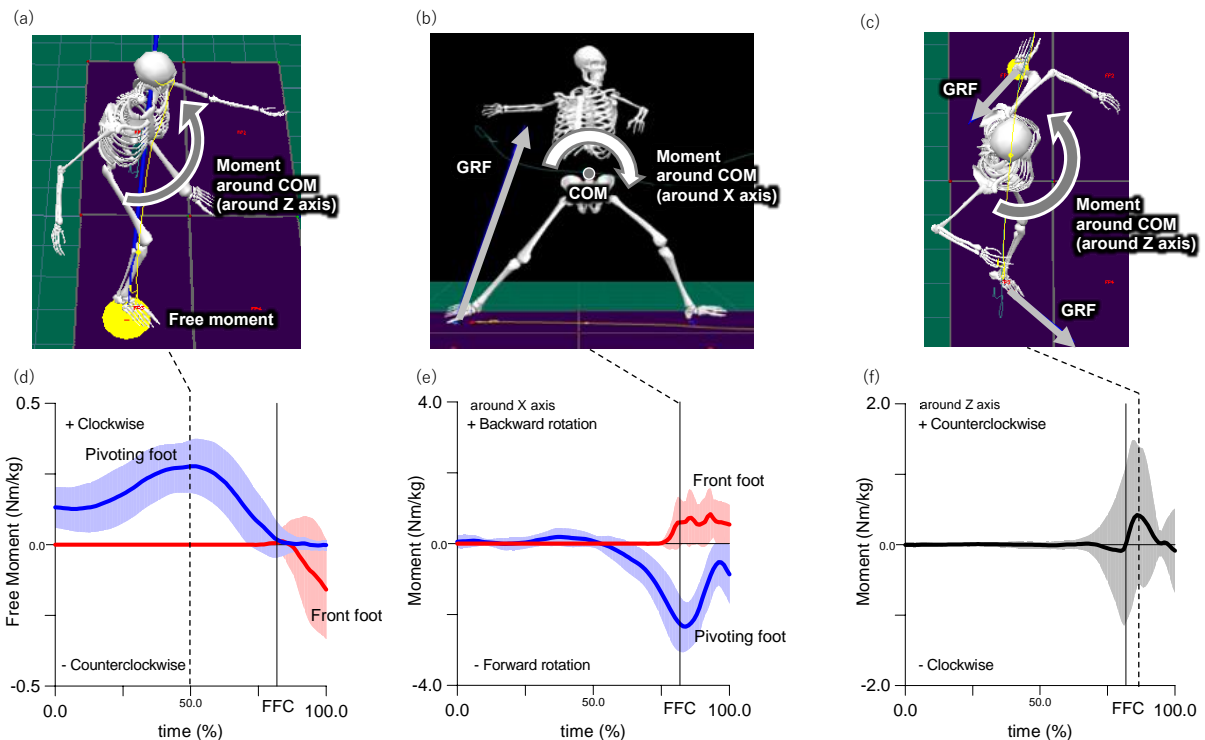 (a)
(b)
(c)
Moment
around COM
(around Z axis)
Free moment
GRF
COM
Moment
around COM
(around X axis)
GRF
Moment
around COM
(around Z axis)
GRF
(d)
0.5
0.0
-0.5
Free Moment (Nm/kg)
+ Clockwise
Pivoting foot
Front foot
- Counterclockwise
0.0
50.0
FFC
100.0
time (%)
(e)
4.0
0.0
-4.0
Moment (Nm/kg)
around X axis
+ Backward rotation
Front foot
Pivoting foot
- Forward rotation
0.0
50.0
FFC
100.0
time (%)
(f)
2.0
0.0
-2.0
Moment (Nm/kg)
around Z axis
+ Counterclockwise
- Clockwise
0.0
50.0
FFC
100.0
time (%)